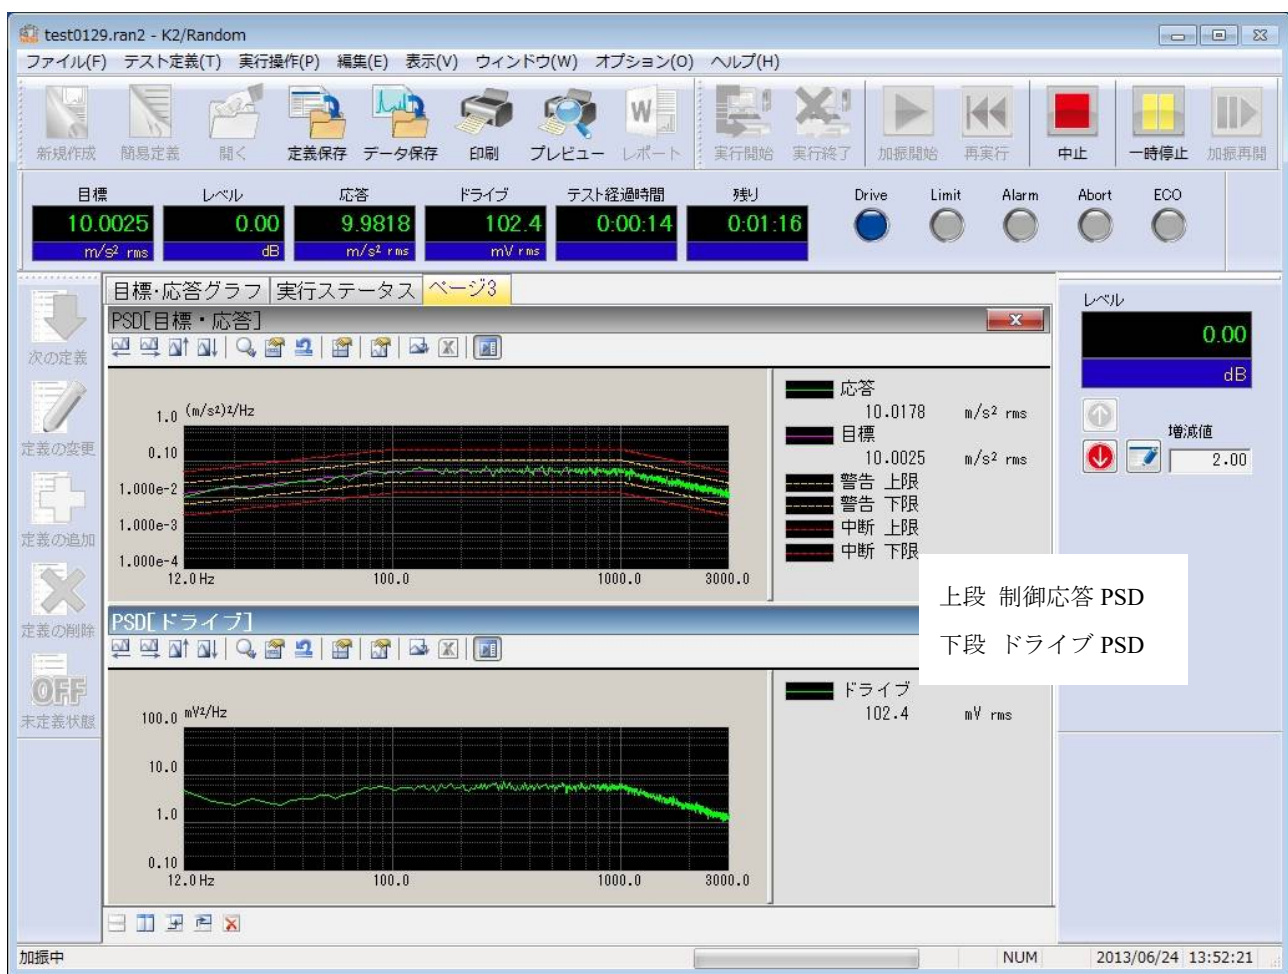 test0129.ran2 - K2/Random
ファイル(F) テスト定義(T) 実行操作(P) 編集(E) 表示(V) ウィンドウ(W) オプション(O) ヘルプ(H)
新規作成 簡易定義 開く 定義保存 データ保存 印刷 プレビュー レポート 実行開始 実行終了 加振開始 再実行 中止 一時停止 加振再開
目標 レベル 応答 ドライブ テスト経過時間 残り Drive Limit Alarm Abort ECO
10.0025 0.00 9.9818 102.4 0:00:14 0:01:16
m/s² rms dB m/s² rms mV rms
目標・応答グラフ 実行ステータス ページ3
PSD[目標・応答]
1.0 (m/s²)²/Hz
0.10
1.000e-2
1.000e-3
1.000e-4
12.0 Hz 100.0 1000.0 3000.0
応答
10.0178 m/s² rms
目標
10.0025 m/s² rms
警告 上限
警告 下限
中断 上限
中断 下限
PSD[ドライブ]
100.0 mV²/Hz
10.0
1.0
0.10
12.0 Hz 100.0 1000.0 3000.0
ドライブ
102.4 mV rms
次の定義
定義の変更
定義の追加
定義の削除
OFF
未定義状態
レベル
0.00
dB
増減値
2.00
上段 制御応答 PSD
下段 ドライブ PSD
加振中 NUM 2013/06/24 13:52:21